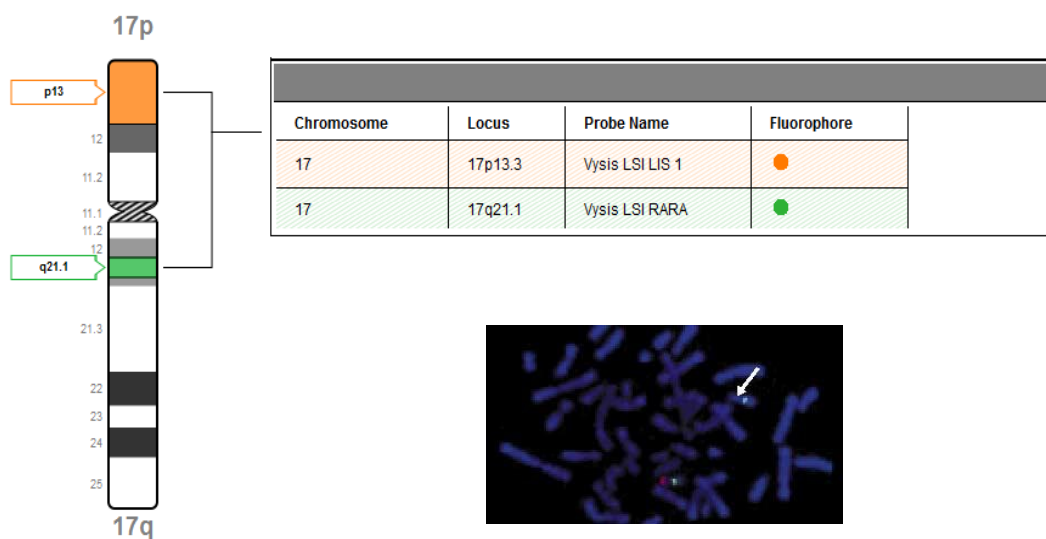 17p
p13
12
11.2
11.1
11.2
12
q21.1
21.3
22
23
24
25
17q
Chromosome Locus Probe Name Fluorophore
17 17p13.3 Vysis LSI LIS 1
17 17q21.1 Vysis LSI RARA